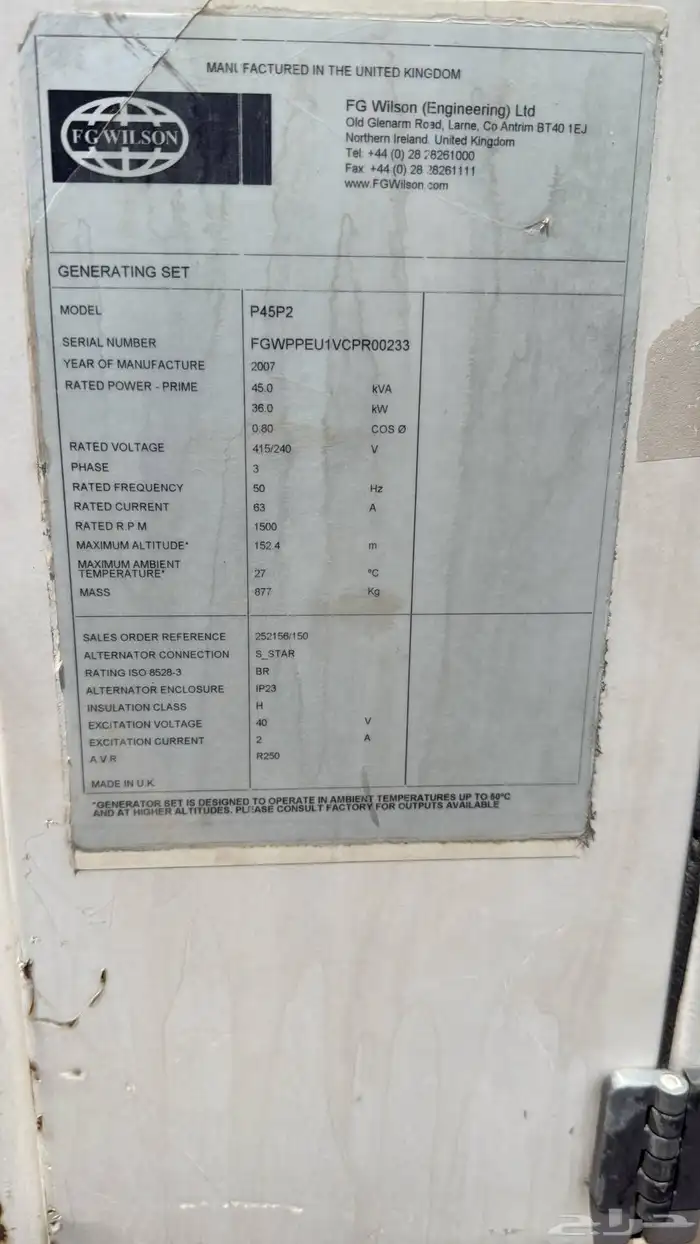 MANUFACTURED IN THE UNITED KINGDOM
FG WILSON
FG Wilson (Engineering) Ltd
Old Glenarm Road, Larne, Co Antrim BT40 1EJ
Northern Ireland, United Kingdom
Tel: +44 (0) 28 28261000
Fax: +44 (0) 28 28261111
www.FGWilson.com
GENERATING SET
MODEL P45P2
SERIAL NUMBER FGWPPEU1VCPR00233
YEAR OF MANUFACTURE 2007
RATED POWER - PRIME 45.0 kVA
36.0 kW
0.80 COS Ø
RATED VOLTAGE 415/240 V
PHASE 3
RATED FREQUENCY 50 Hz
RATED CURRENT 63 A
RATED R.P.M 1500
MAXIMUM ALTITUDE* 152.4 m
MAXIMUM AMBIENT
TEMPERATURE* 27 °C
MASS 877 Kg
SALES ORDER REFERENCE 252156/150
ALTERNATOR CONNECTION S_STAR
RATING ISO 8528-3 BR
ALTERNATOR ENCLOSURE IP23
INSULATION CLASS H
EXCITATION VOLTAGE 40 V
EXCITATION CURRENT 2 A
A.V.R R250
MADE IN U.K
*GENERATOR SET IS DESIGNED TO OPERATE IN AMBIENT TEMPERATURES UP TO 50°C
AND AT HIGHER ALTITUDES. PLEASE CONSULT FACTORY FOR OUTPUTS AVAILABLE
حراج